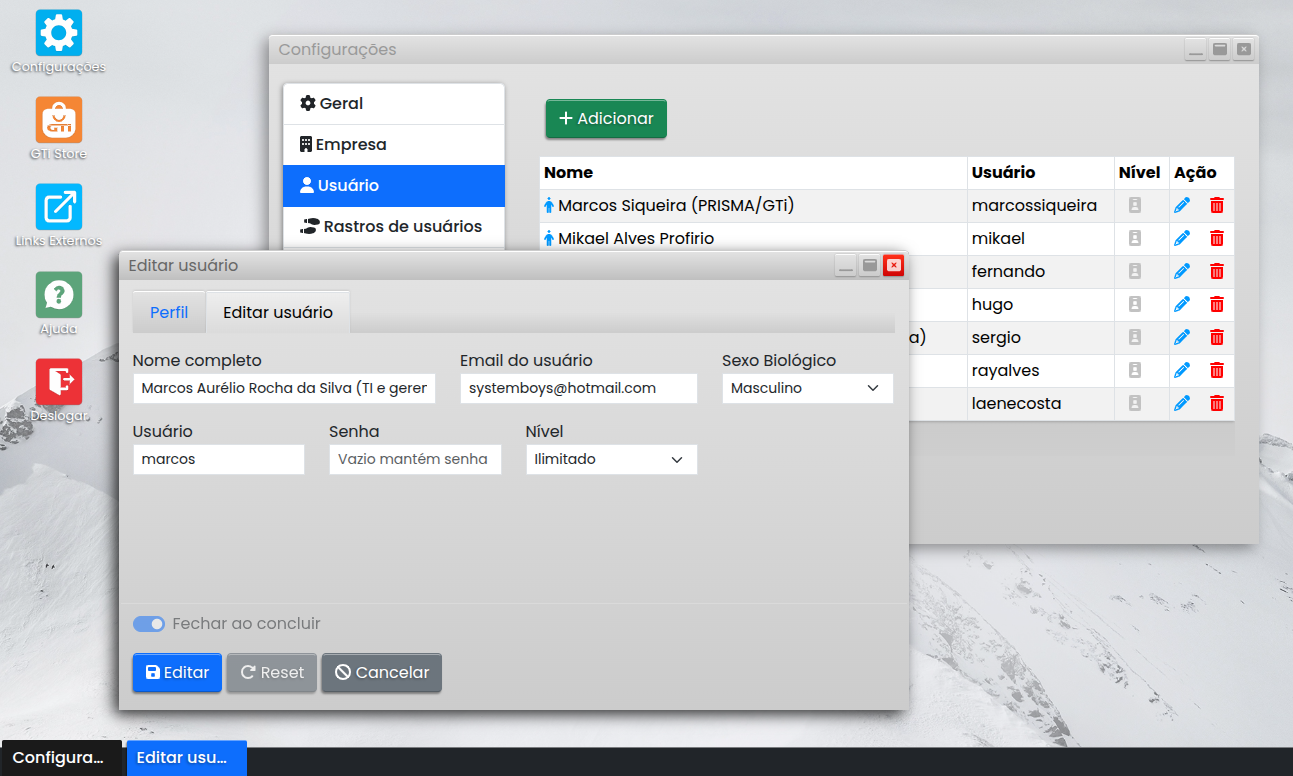 Configurações
GTi
GTI Store
Links Externos
Ajuda
Deslogar
Configurações
Geral
Empresa
Usuário
Rastros de usuários
Adicionar
Nome Usuário Nível Ação
Marcos Siqueira (PRISMA/GTi) marcossiqueira
Mikael Alves Profirio mikael
fernando
hugo
a) sergio
rayalves
laenecosta
Editar usuário
Perfil Editar usuário
Nome completo Email do usuário Sexo Biológico
Marcos Aurélio Rocha da Silva (TI e geren systemboys@hotmail.com Masculino
Usuário Senha Nível
marcos Vazio mantém senha Ilimitado
Fechar ao concluir
Editar Reset Cancelar
Configura... Editar usu...